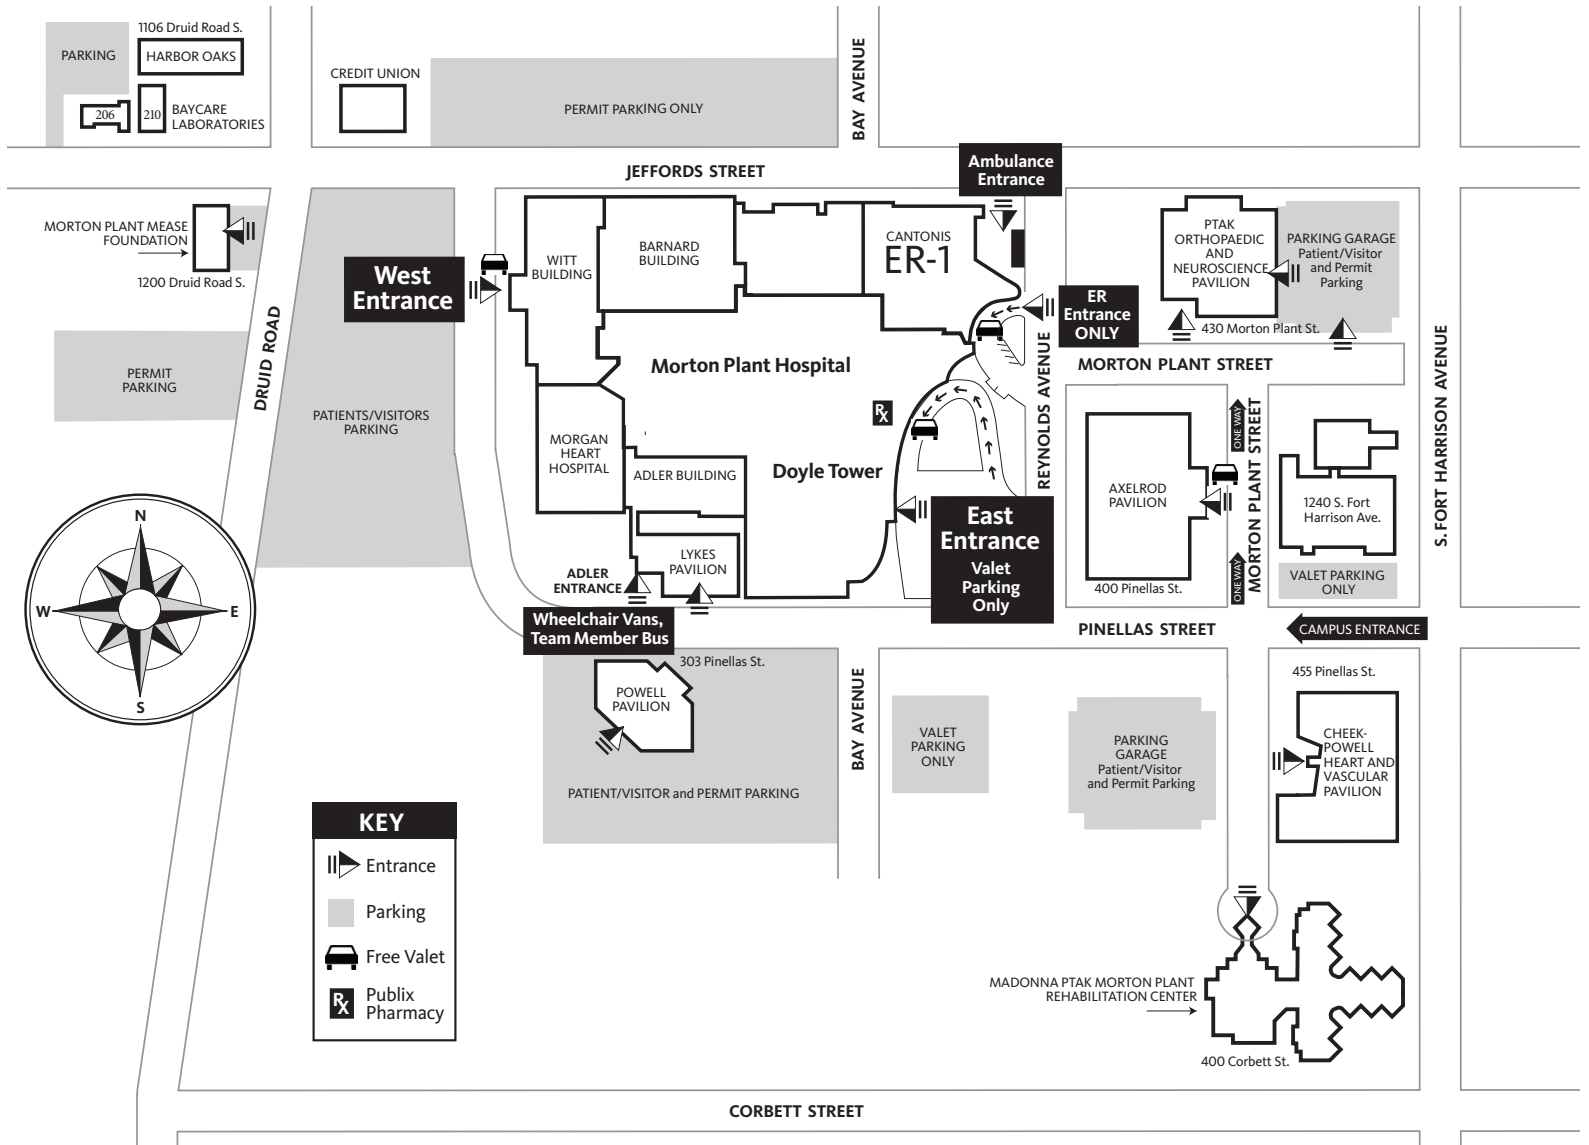 1106 Druid Road S.
PARKING
HARBOR OAKS
206
210
BAYCARE
LABORATORIES
CREDIT UNION
PERMIT PARKING ONLY
BAY AVENUE
JEFFORDS STREET
Ambulance
Entrance
MORTON PLANT MEASE
FOUNDATION
1200 Druid Road S.
West
Entrance
WITT
BUILDING
BARNARD
BUILDING
CANTONIS
ER-1
PTAK
ORTHOPAEDIC
AND
NEUROSCIENCE
PAVILION
PARKING GARAGE
Patient/Visitor
and Permit
Parking
ER
Entrance
ONLY
430 Morton Plant St.
DRUID ROAD
PERMIT
PARKING
PATIENTS/VISITORS
PARKING
Morton Plant Hospital
REYNOLDS AVENUE
MORTON PLANT STREET
S. FORT HARRISON AVENUE
Rx
MORGAN
HEART
HOSPITAL
ADLER BUILDING
Doyle Tower
AXELROD
PAVILION
ONE WAY
MORTON PLANT STREET
ONE WAY
1240 S. Fort
Harrison Ave.
East
Entrance
Valet
Parking
Only
LYKES
PAVILION
ADLER
ENTRANCE
400 Pinellas St.
VALET PARKING
ONLY
N
W
E
S
Wheelchair Vans,
Team Member Bus
PINELLAS STREET
CAMPUS ENTRANCE
303 Pinellas St.
POWELL
PAVILION
PATIENT/VISITOR and PERMIT PARKING
BAY AVENUE
VALET
PARKING
ONLY
PARKING
GARAGE
Patient/Visitor
and Permit Parking
455 Pinellas St.
CHEEK-
POWELL
HEART AND
VASCULAR
PAVILION
KEY
Entrance
Parking
Free Valet
Rx
Publix
Pharmacy
MADONNA PTAK MORTON PLANT
REHABILITATION CENTER
400 Corbett St.
CORBETT STREET